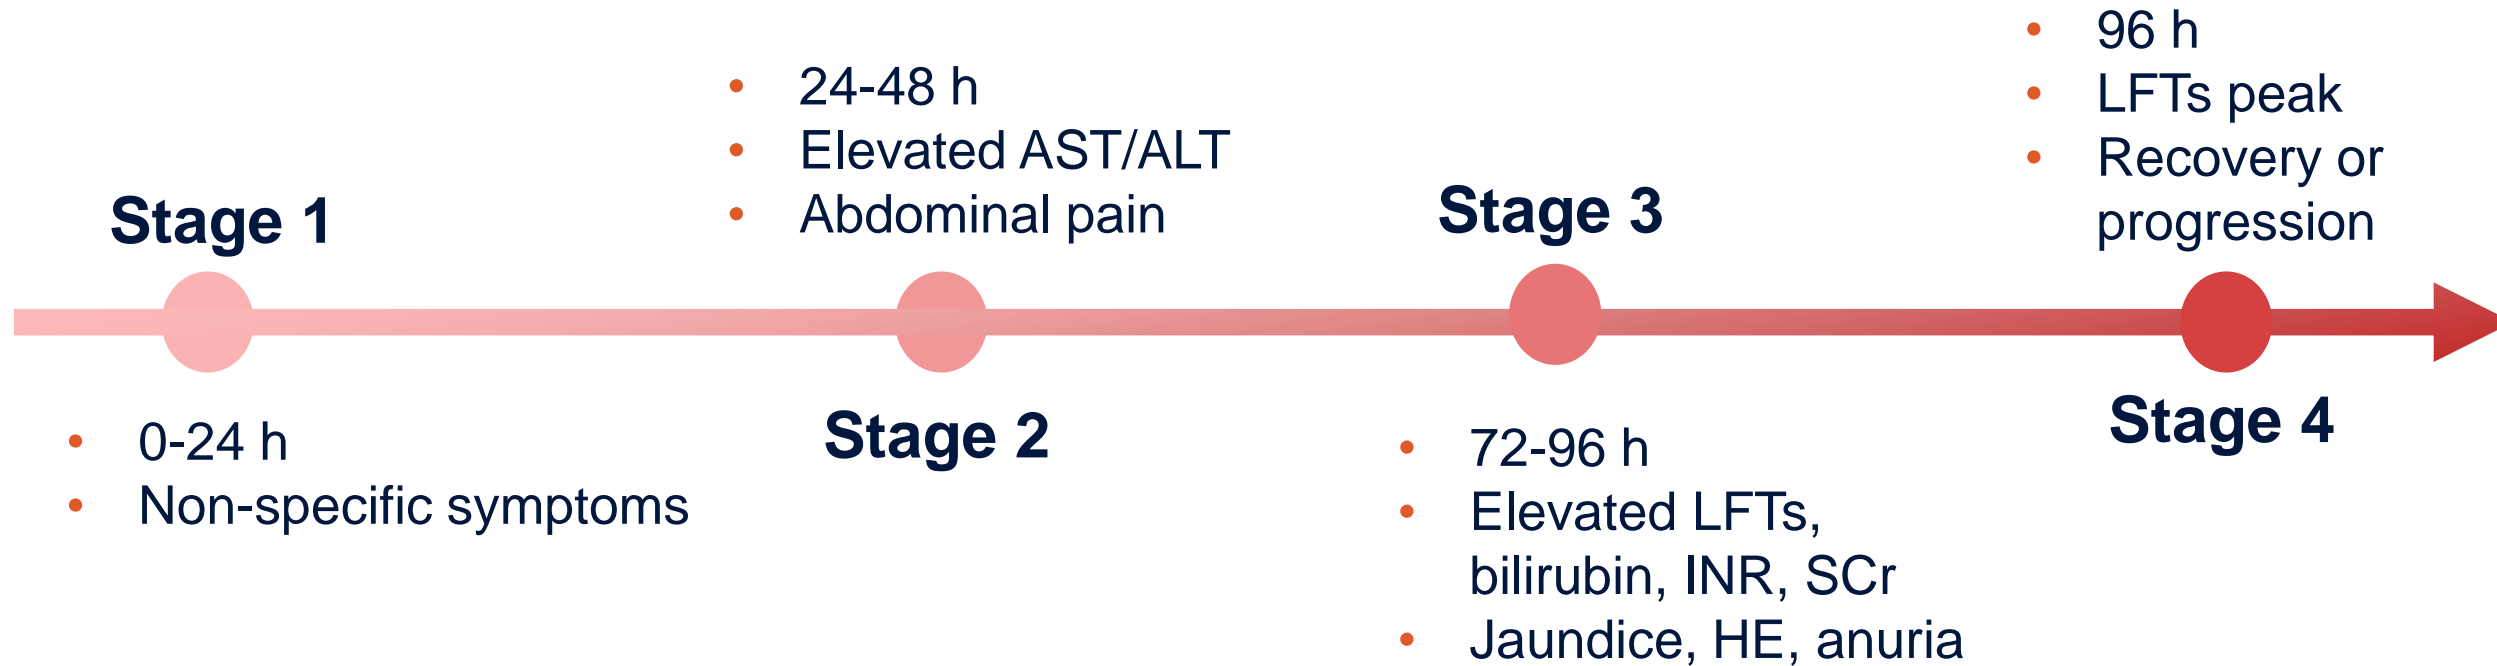 Stage 1
• 0-24 h
• Non-specific symptoms
• 24-48 h
• Elevated AST/ALT
• Abdominal pain
Stage 2
Stage 3
• 72-96 h
• Elevated LFTs,
bilirubin, INR, SCr
• Jaundice, HE, anuria
• 96 h
• LFTs peak
• Recovery or
progression
Stage 4